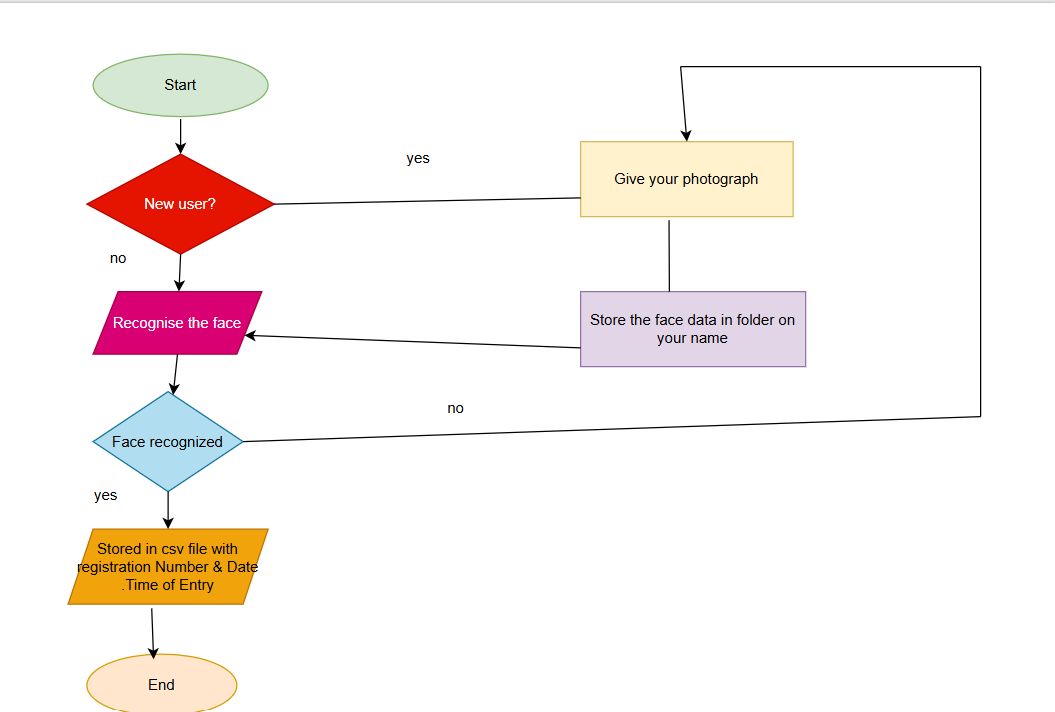 Start
yes
Give your photograph
New user?
no
Recognise the face
Store the face data in folder on
your name
no
Face recognized
yes
Stored in csv file with
registration Number & Date
.Time of Entry
End